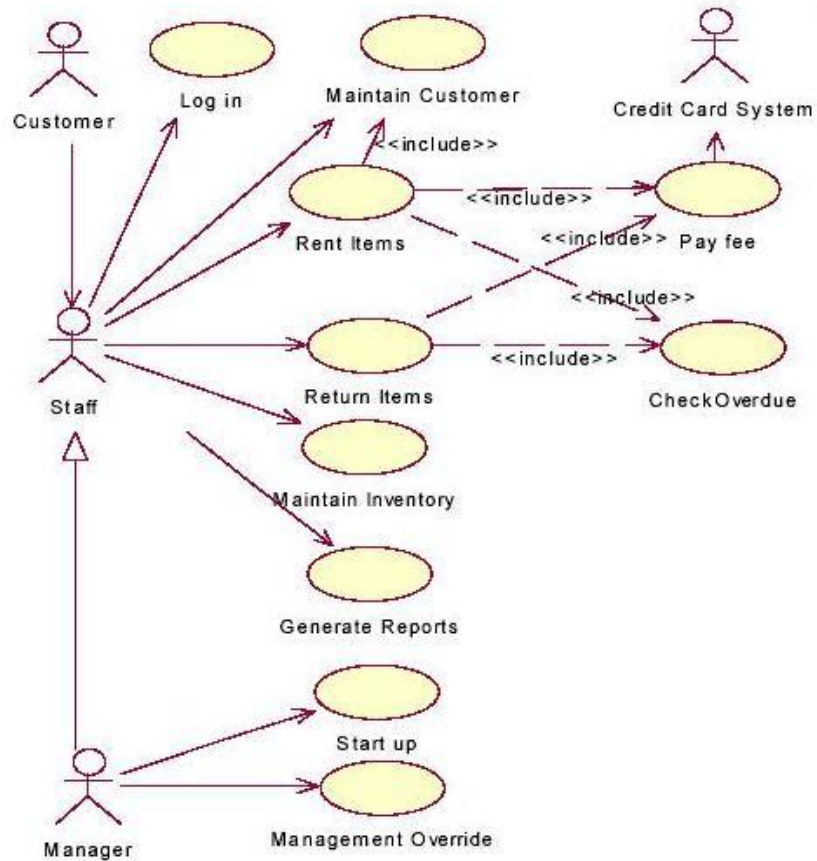 Customer
Log in
Maintain Customer
Credit Card System
<<include>>
Rent Items
<<include>>
Pay fee
<<include>>
<<include>>
Staff
Return Items
<<include>>
CheckOverdue
Maintain Inventory
Generate Reports
Start up
Manager
Management Override